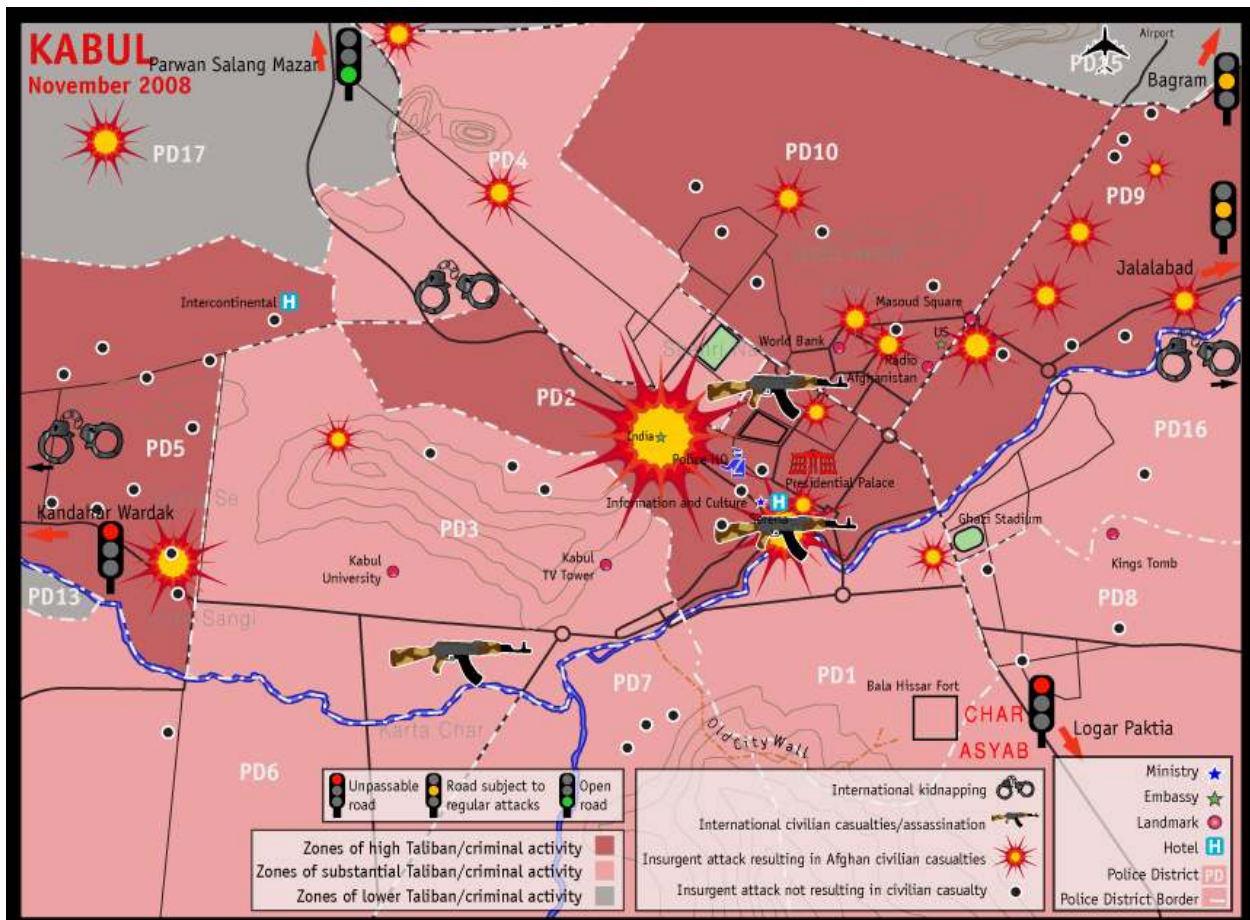 KABUL
November 2008
Parwan Salang Mazar
Airport
PD15
Bagram
PD17
PD4
PD10
PD9
Jalalabad
Intercontinental
H
Masoud Square
US
World Bank
Radio
Afghanistan
PD2
India
Police HQ
Presidential Palace
PD16
PD5
Kandahar Wardak
Information and Culture
H
PD3
Ghazi Stadium
Kabul
University
Kabul
TV Tower
Kings Tomb
PD13
Sangi
PD8
PD7
PD1
Bala Hissar Fort
CHAR
ASYAB
Logar Paktia
Old City Wall
Karta Char
PD6
Unpassable
road
Road subject to
regular attacks
Open
road
Zones of high Taliban/criminal activity
Zones of substantial Taliban/criminal activity
Zones of lower Taliban/criminal activity
International kidnapping
International civilian casualties/assassination
Insurgent attack resulting in Afghan civilian casualties
Insurgent attack not resulting in civilian casualty
Ministry
Embassy
Landmark
Hotel H
Police District PD
Police District Border